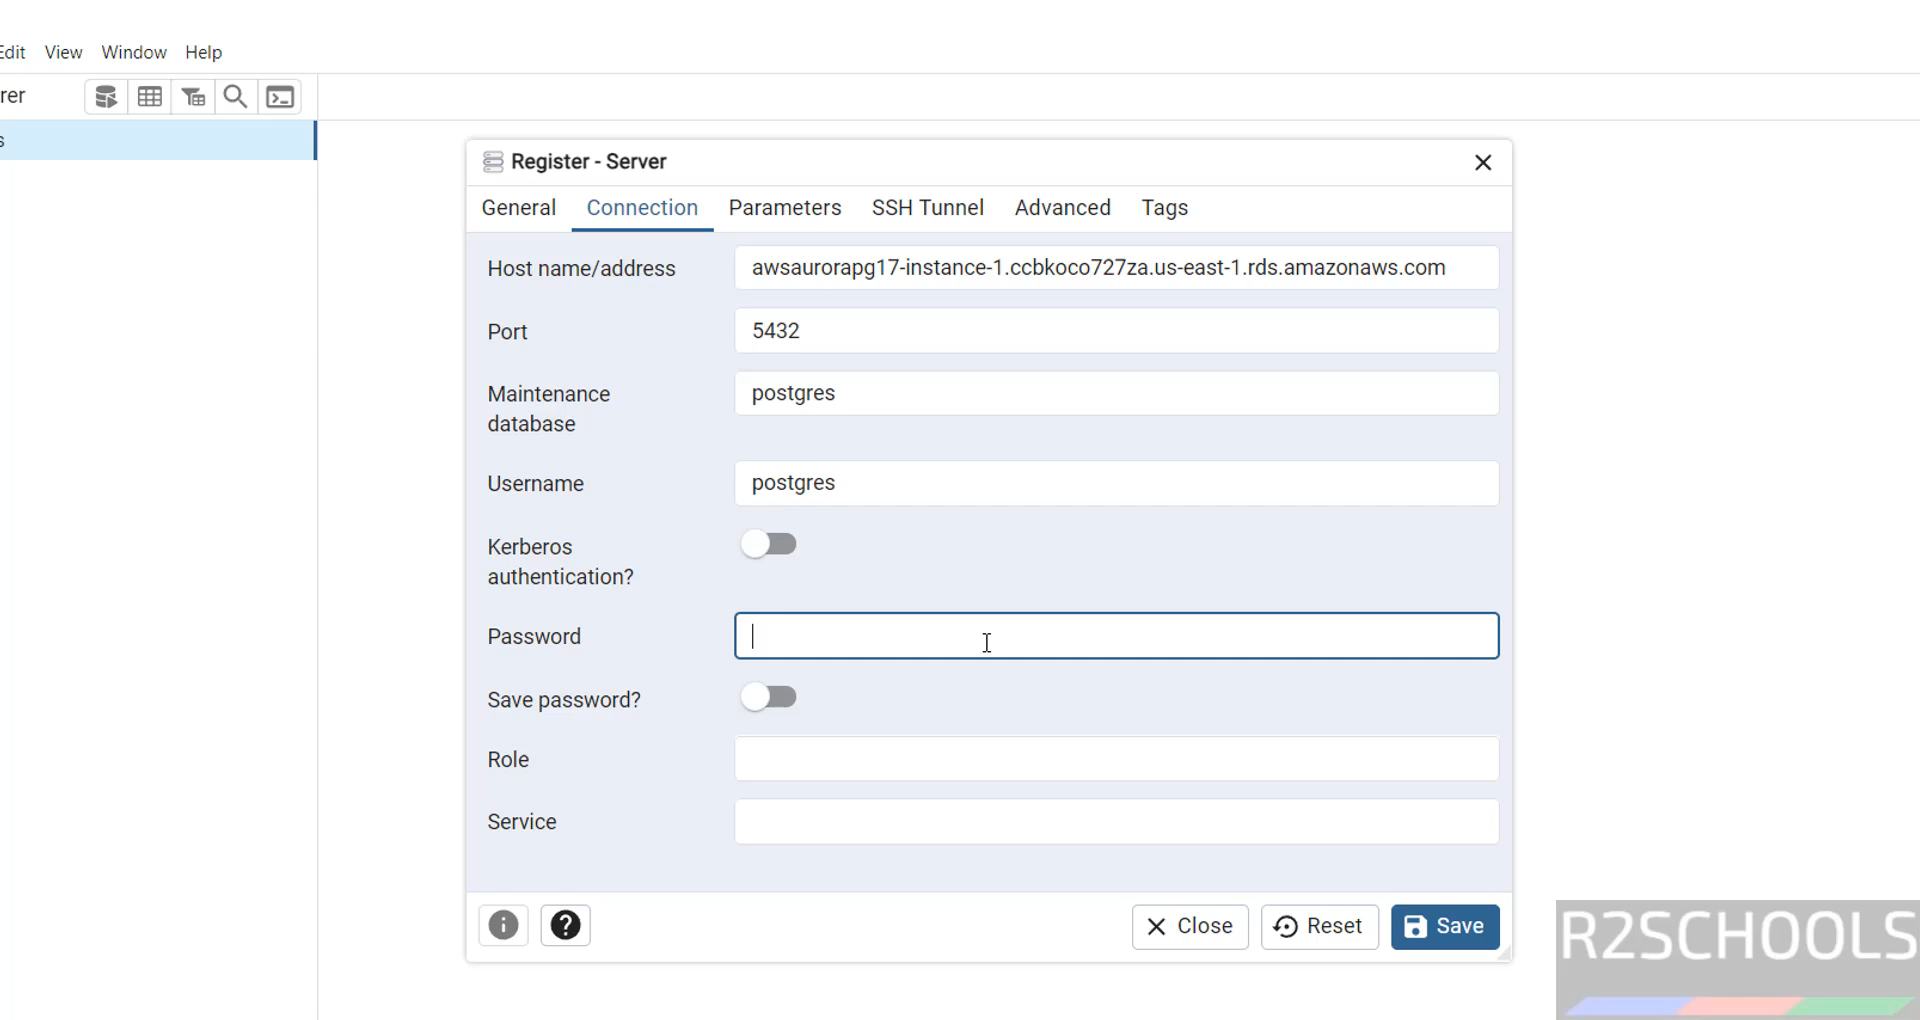 Edit View Window Help
rer
s
Register - Server
General Connection Parameters SSH Tunnel Advanced Tags
Host name/address awsaurorapg17-instance-1.ccbkoco727za.us-east-1.rds.amazonaws.com
Port 5432
Maintenance
database
postgres
Username postgres
Kerberos
authentication?
Password
Save password?
Role
Service
Close Reset Save
R2SCHOOLS